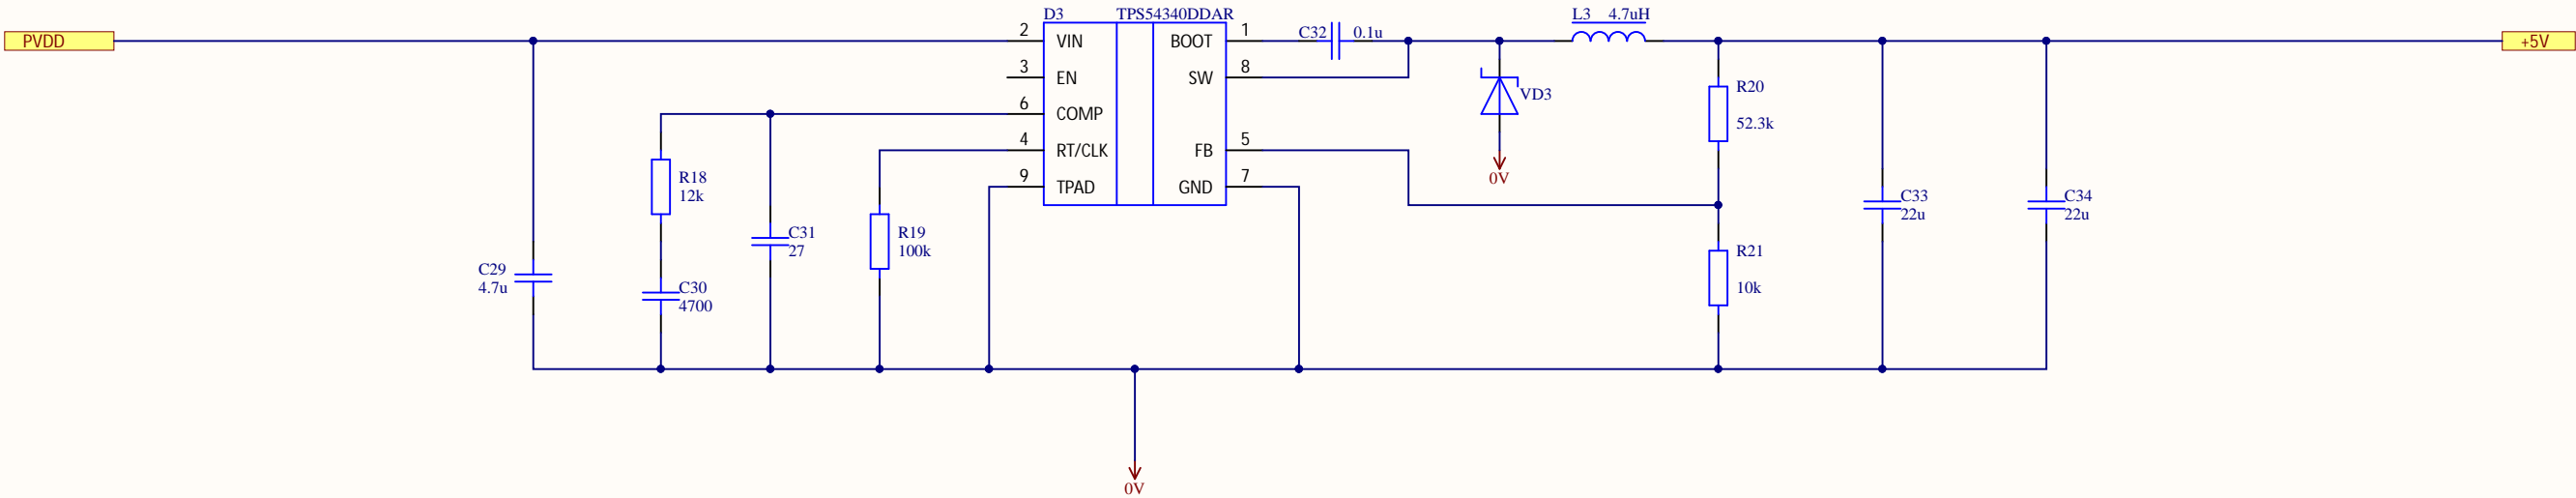 PVDD
D3 TPS54340DDAR
2 VIN
3 EN
6 COMP
4 RT/CLK
9 TPAD
BOOT 1
SW 8
FB 5
GND 7
C32 0.1u
L3 4.7uH
+5V
VD3
0V
R20
52.3k
R18
12k
C31
27
R19
100k
C29
4.7u
C30
4700
R21
10k
C33
22u
C34
22u
0V